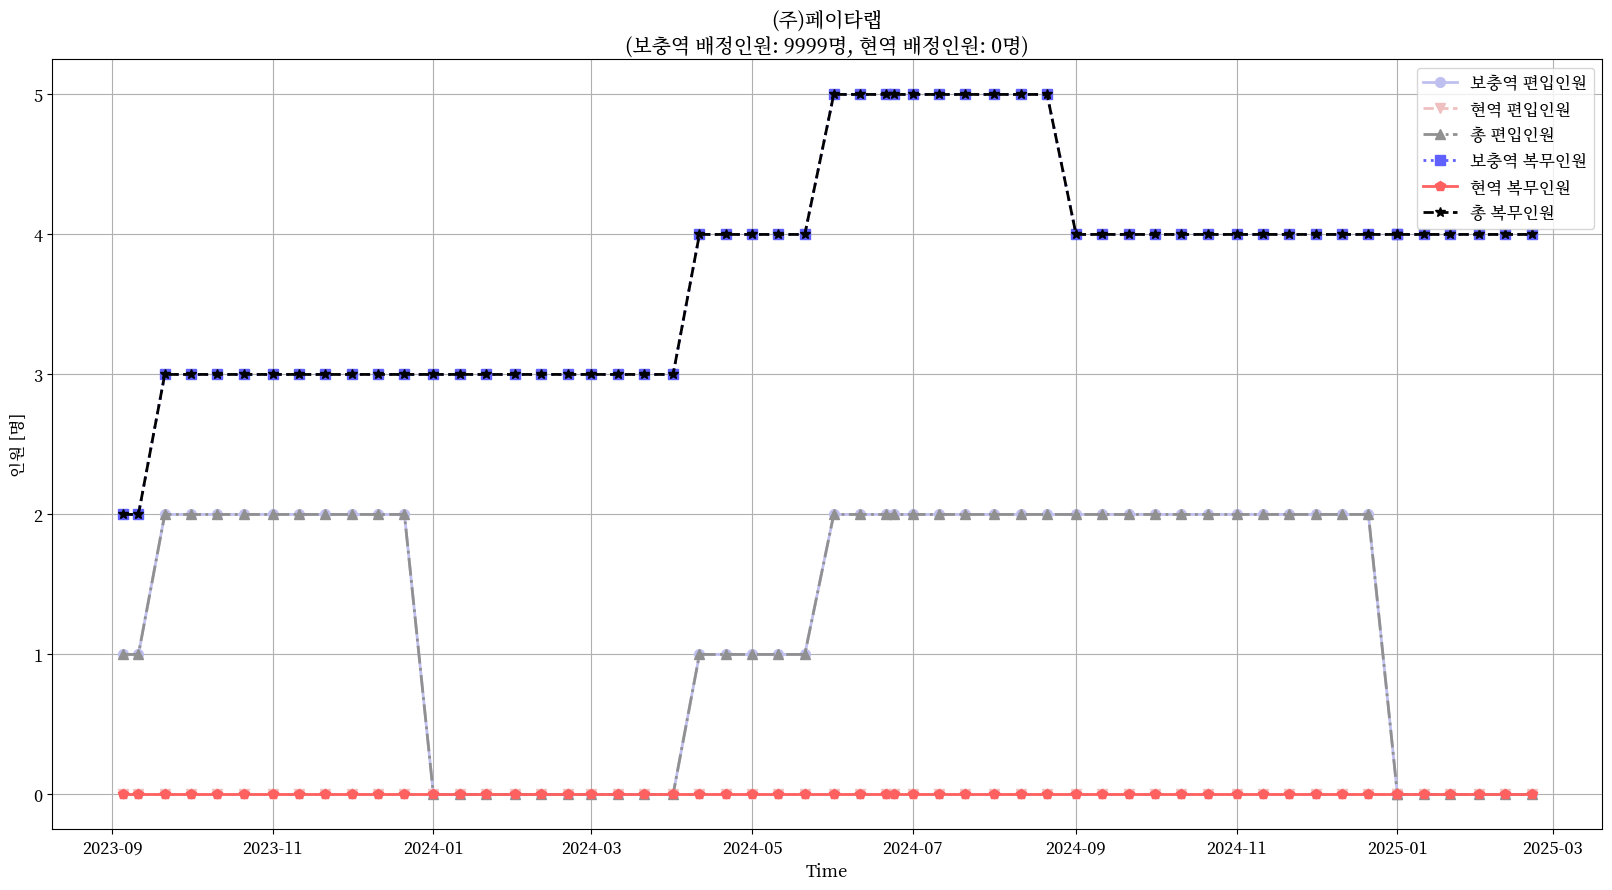 (주)페이타랩
(보충역 배정인원: 9999명, 현역 배정인원: 0명)
보충역 편입인원
현역 편입인원
총 편입인원
보충역 복무인원
현역 복무인원
총 복무인원
인원 [명]
5
4
3
2
1
0
2023-09 2023-11 2024-01 2024-03 2024-05 2024-07 2024-09 2024-11 2025-01 2025-03
Time